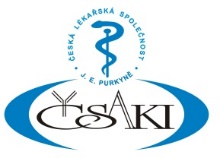 ČESKÁ LÉKAŘSKÁ SPOLEČNOST
J. E. PURKYNĚ
ČSAKI